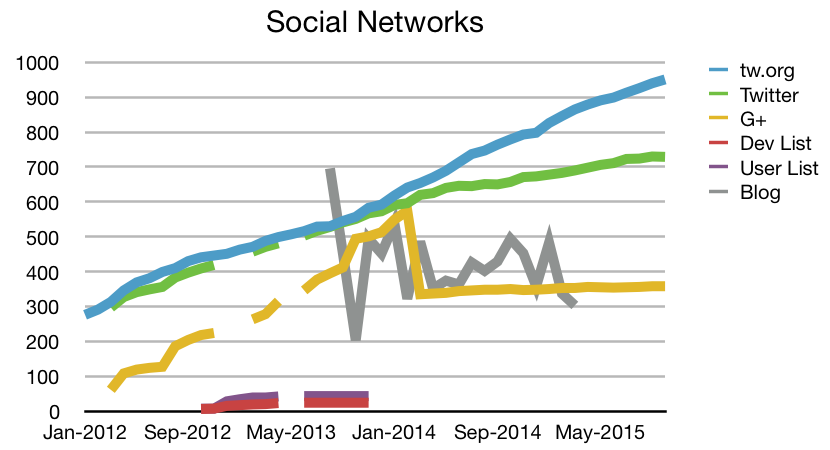 Social Networks
1000
900
800
700
600
500
400
300
200
100
0
Jan-2012 Sep-2012 May-2013 Jan-2014 Sep-2014 May-2015
tw.org
Twitter
G+
Dev List
User List
Blog